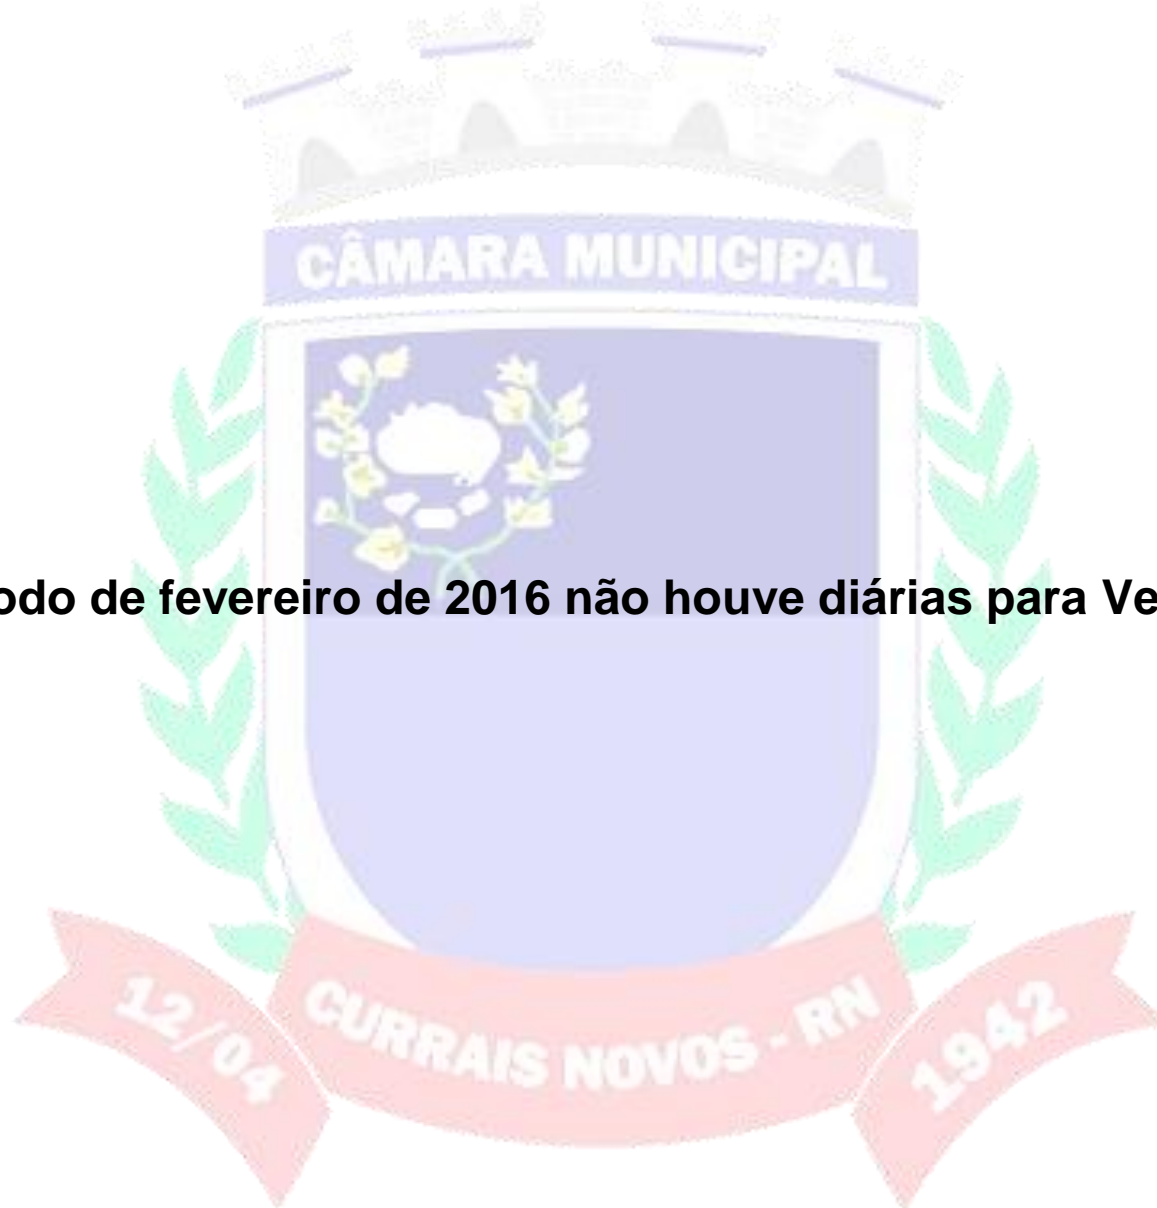 CÂMARA MUNICIPAL
odo de fevereiro de 2016 não houve diárias para Ve
12/04
CURRAIS NOVOS - RN
1942